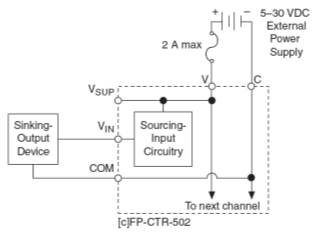 + − 5–30 VDC
External
Power
Supply
2 A max
V C
VSUP
Sinking-
Output
Device
VIN
Sourcing-
Input
Circuitry
COM
To next channel
[c]FP-CTR-502